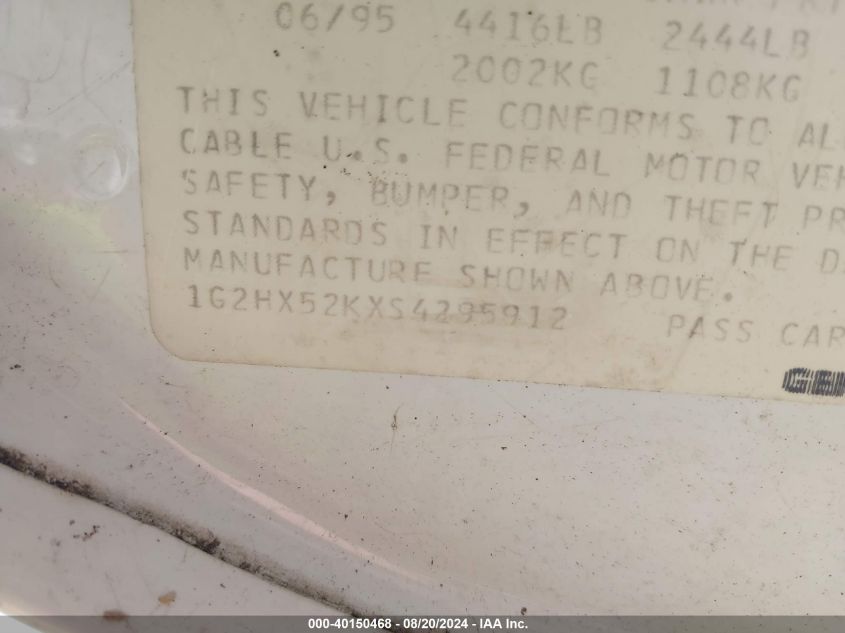 06/95 4416LB 2444LB
2002KG 1108KG
THIS VEHICLE CONFORMS TO AL
CABLE U.S. FEDERAL MOTOR VEH
SAFETY, BUMPER, AND THEFT PR
STANDARDS IN EFFECT ON THE D
MANUFACTURE SHOWN ABOVE.
1G2HX52KXS4295912 PASS CAR
000-40150468 - 08/20/2024 - IAA Inc.